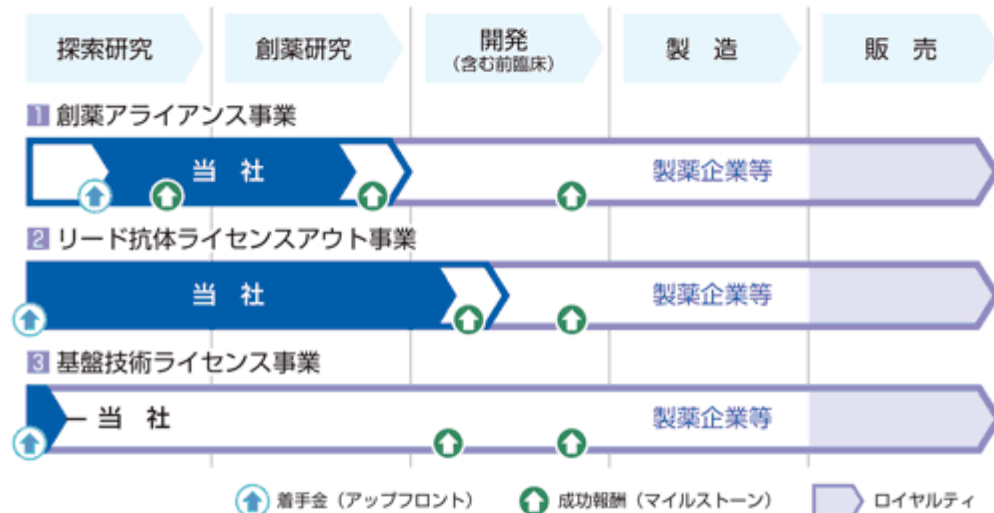 探索研究
創薬研究
開発
(含む前臨床)
製 造
販 売
1 創薬アライアンス事業
当 社
製薬企業等
2 リード抗体ライセンスアウト事業
当 社
製薬企業等
3 基盤技術ライセンス事業
当 社
製薬企業等
着手金(アップフロント)
成功報酬(マイルストーン)
ロイヤルティ